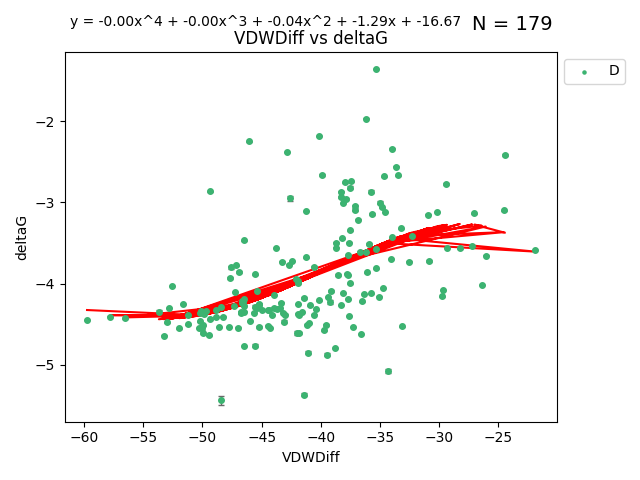 y = -0.00x^4 + -0.00x^3 + -0.04x^2 + -1.29x + -16.67 N = 179
VDWDiff vs deltaG
D
−2
−3
−4
−5
deltaG
−60 −55 −50 −45 −40 −35 −30 −25
VDWDiff